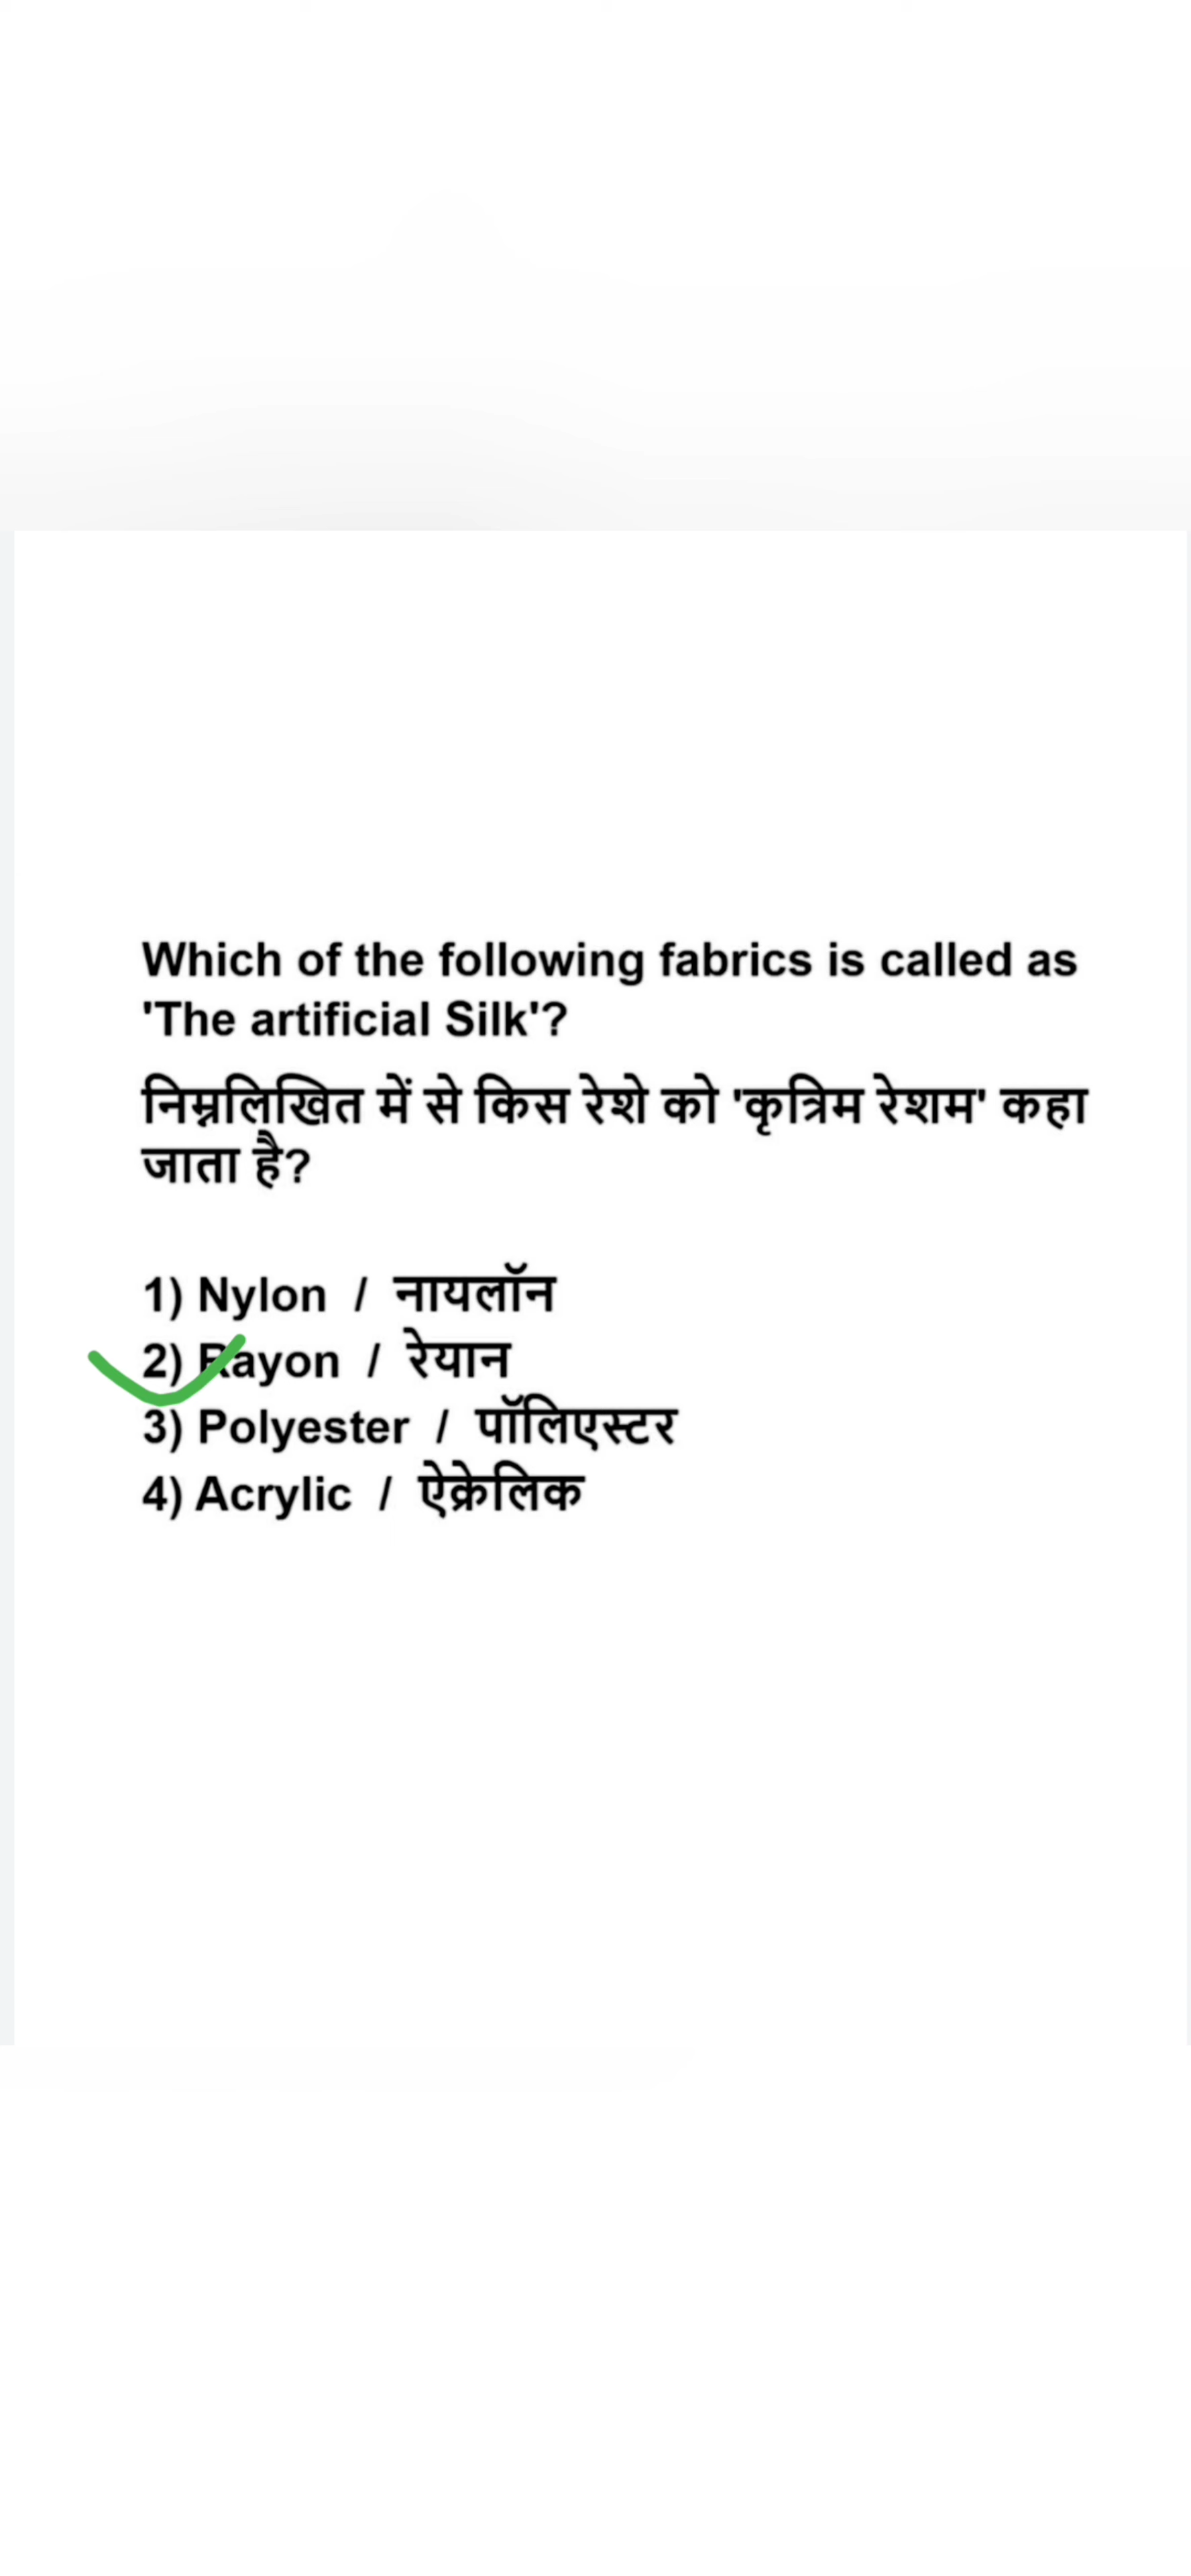 Which of the following fabrics is called as
'The artificial Silk'?
निम्नलिखित में से किस रेशे को 'कृत्रिम रेशम' कहा
जाता है?
1) Nylon / नायलॉन
2) Rayon / रेयान
3) Polyester / पॉलिएस्टर
4) Acrylic / ऐक्रेलिक